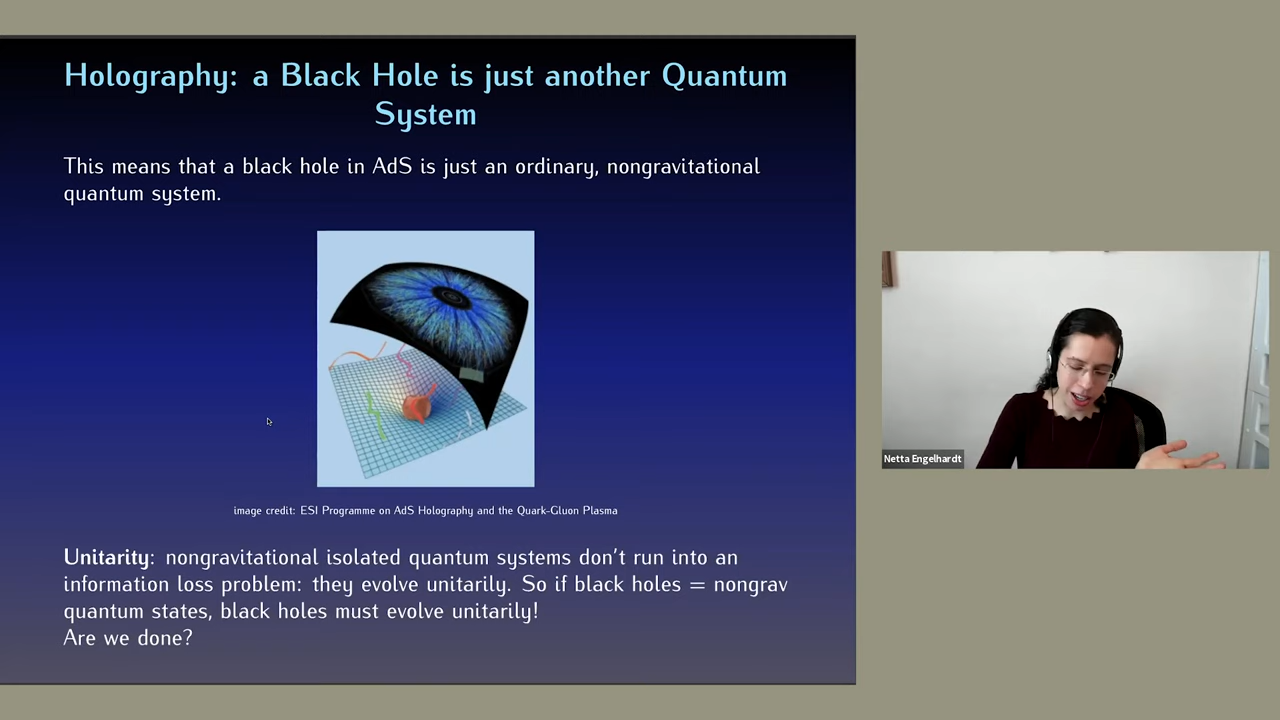 Holography: a Black Hole is just another Quantum
System
This means that a black hole in AdS is just an ordinary, nongravitational
quantum system.
image credit: ESI Programme on AdS Holography and the Quark-Gluon Plasma
Unitarity: nongravitational isolated quantum systems don't run into an
information loss problem: they evolve unitarily. So if black holes = nongrav
quantum states, black holes must evolve unitarily!
Are we done?
Netta Engelhardt